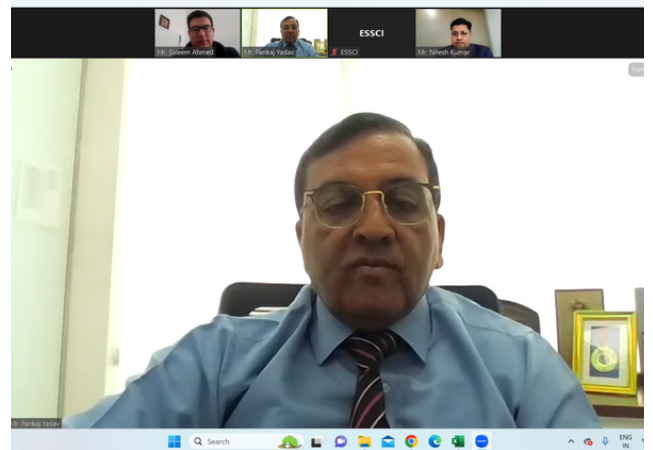 ESSCI
Mr. Saleem Ahmed
Mr. Pankaj Yadav
ESSCI
Mr. Nitesh Kumar
Mr. Pankaj Yadav
Search
ENG
IN